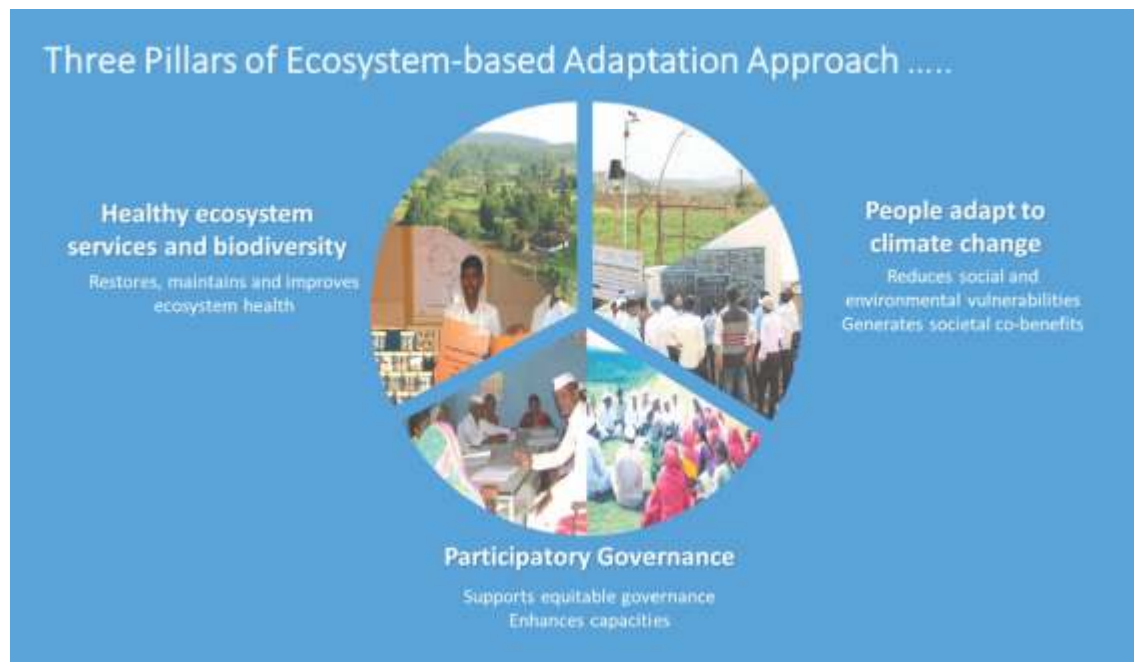 Three Pillars of Ecosystem-based Adaptation Approach .....
Healthy ecosystem
services and biodiversity
Restores, maintains and improves
ecosystem health
People adapt to
climate change
Reduces social and
environmental vulnerabilities
Generates societal co-benefits
Participatory Governance
Supports equitable governance
Enhances capacities